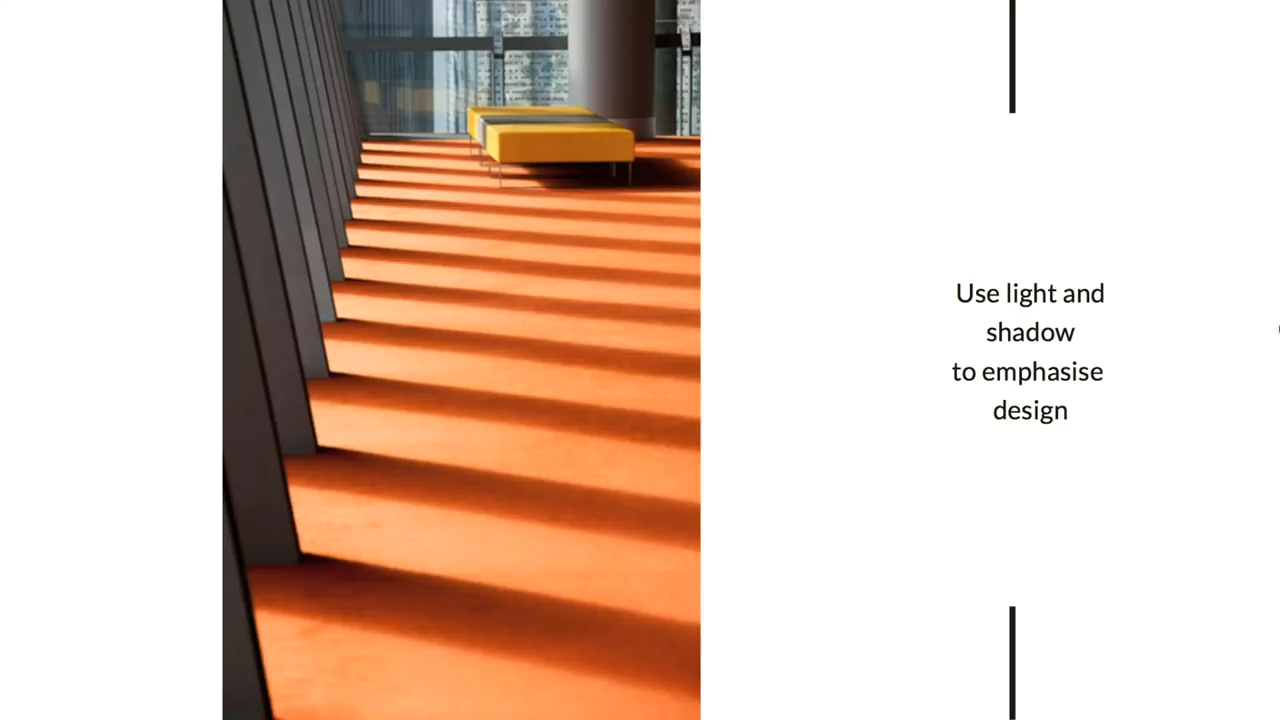 Use light and
shadow
to emphasise
design